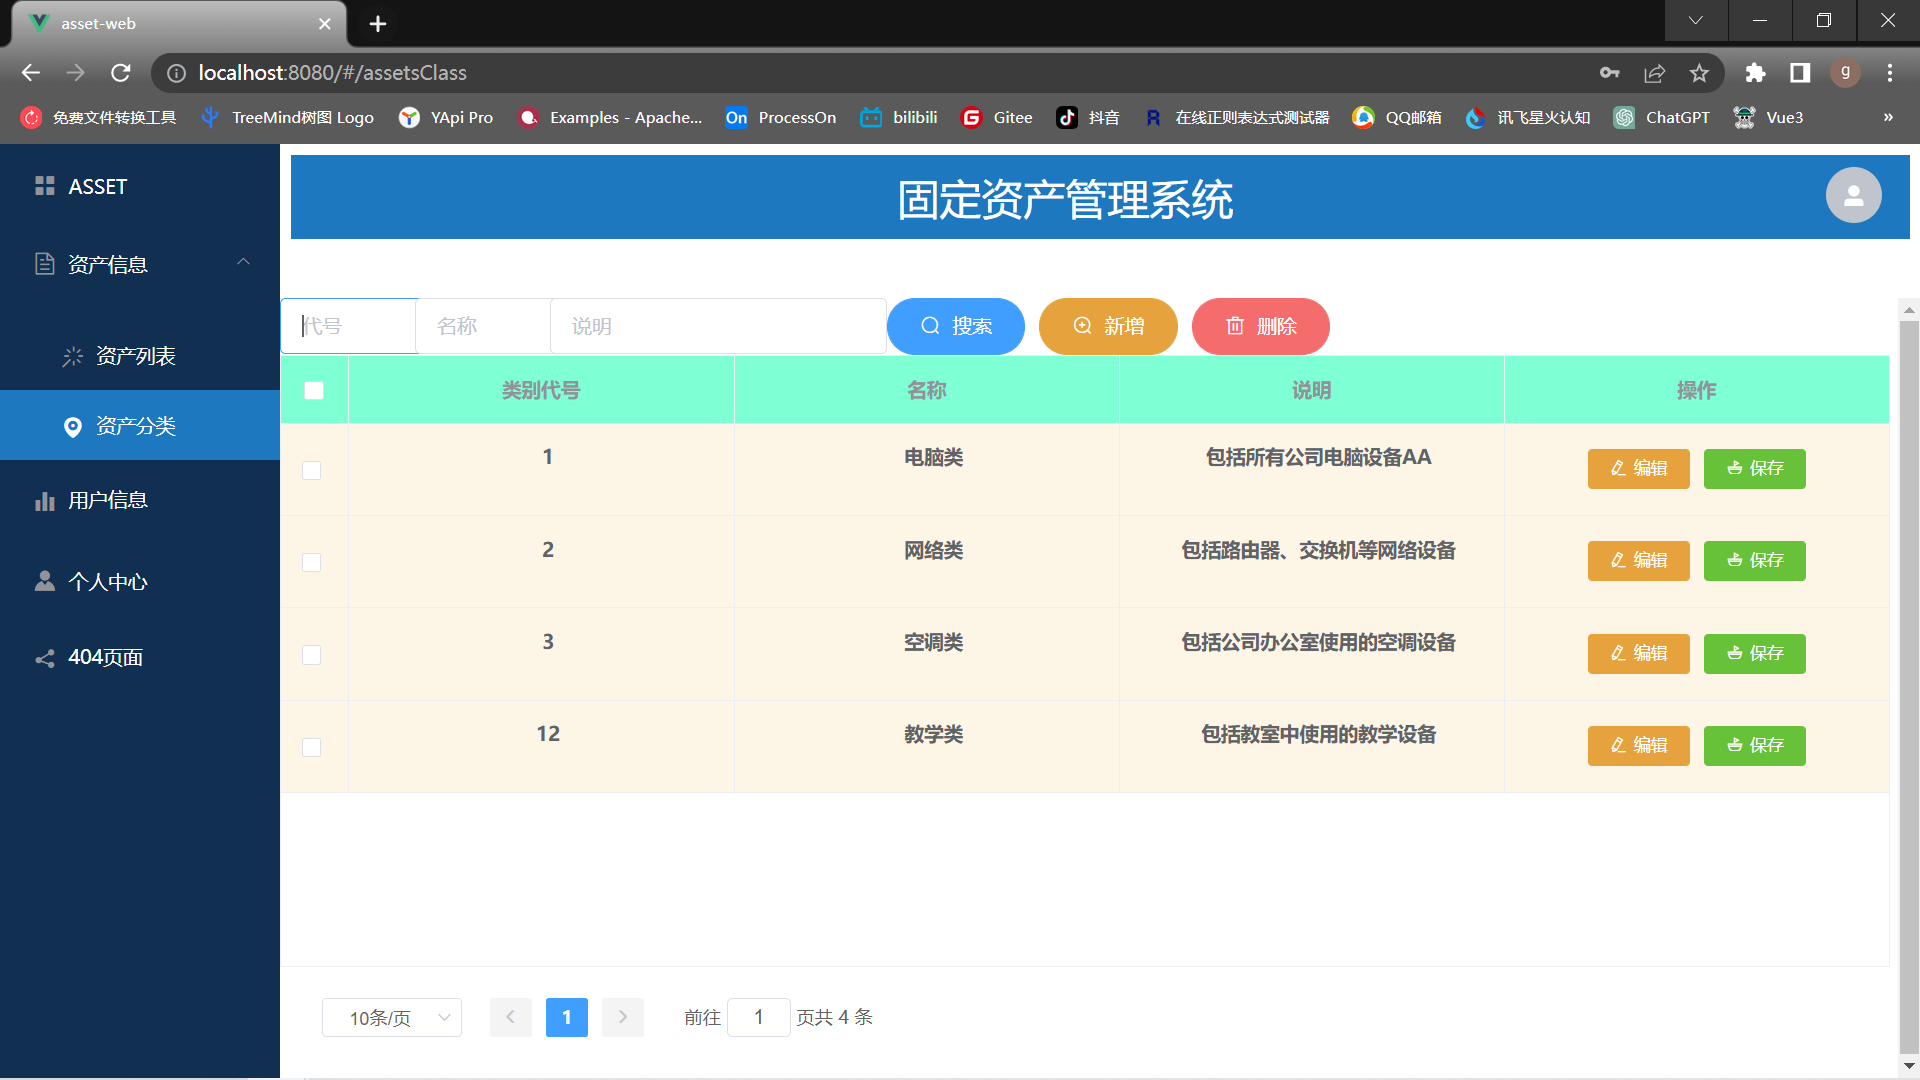 asset-web
localhost:8080/#/assetsClass
g
免费文件转换工具 TreeMind树图 Logo YApi Pro Examples - Apache... On ProcessOn bilibili Gitee 抖音 R 在线正则表达式测试器 QQ邮箱 讯飞星火认知 ChatGPT Vue3 »
ASSET
资产信息
资产列表
资产分类
用户信息
个人中心
404页面
固定资产管理系统
代号 名称 说明 搜索 新增 删除
类别代号 名称 说明 操作
1 电脑类 包括所有公司电脑设备AA 编辑 保存
2 网络类 包括路由器、交换机等网络设备 编辑 保存
3 空调类 包括公司办公室使用的空调设备 编辑 保存
12 教学类 包括教室中使用的教学设备 编辑 保存
10条/页 1 前往 1 页共 4 条